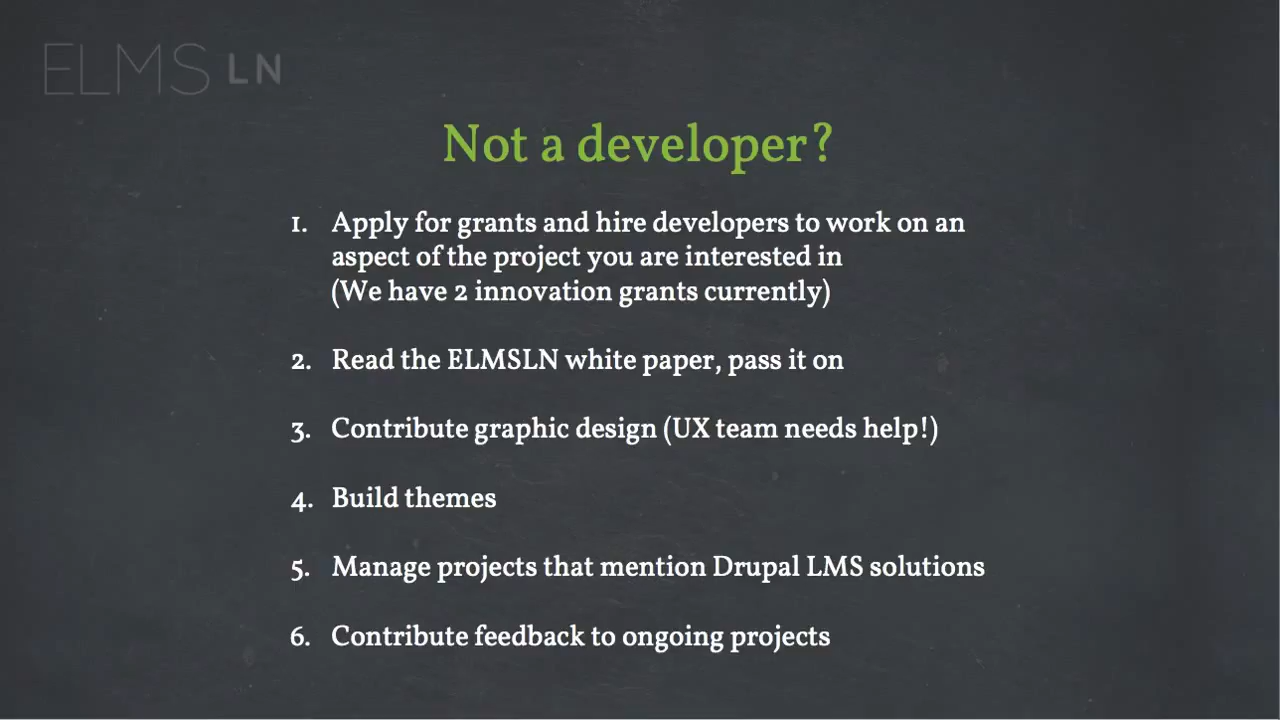 ELMS LN
Not a developer?
1. Apply for grants and hire developers to work on an
aspect of the project you are interested in
(We have 2 innovation grants currently)
2. Read the ELMSLN white paper, pass it on
3. Contribute graphic design (UX team needs help!)
4. Build themes
5. Manage projects that mention Drupal LMS solutions
6. Contribute feedback to ongoing projects